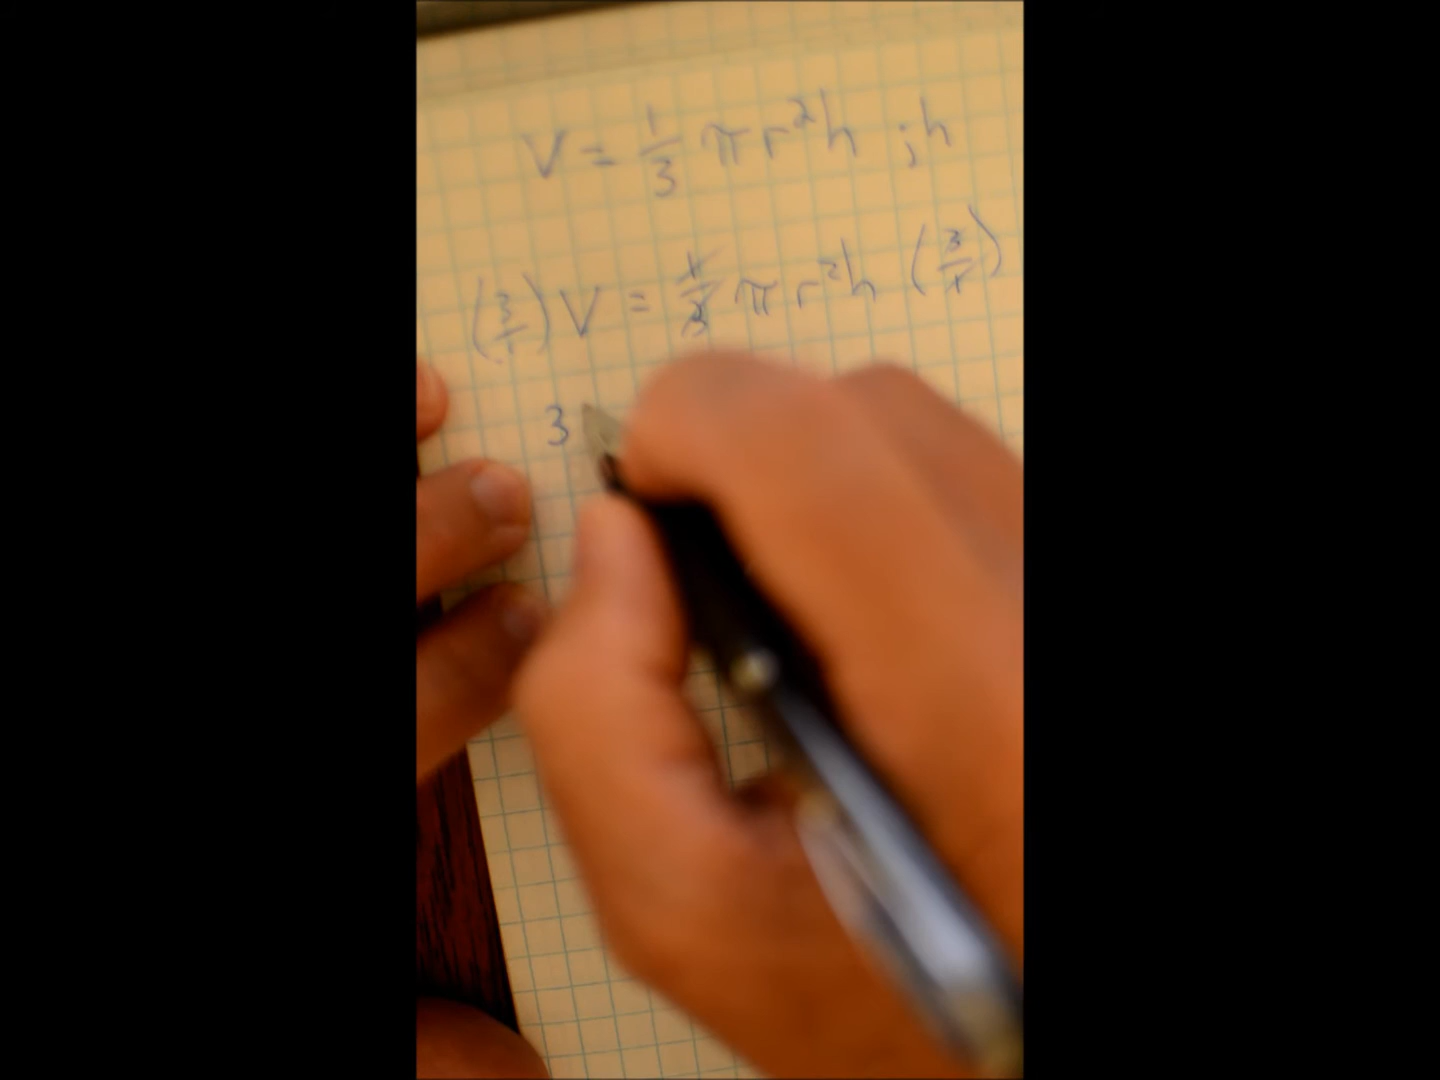 V = 1/3 πr²h ; h
(3/1) V = 1/3 πr²h (3/1)
3